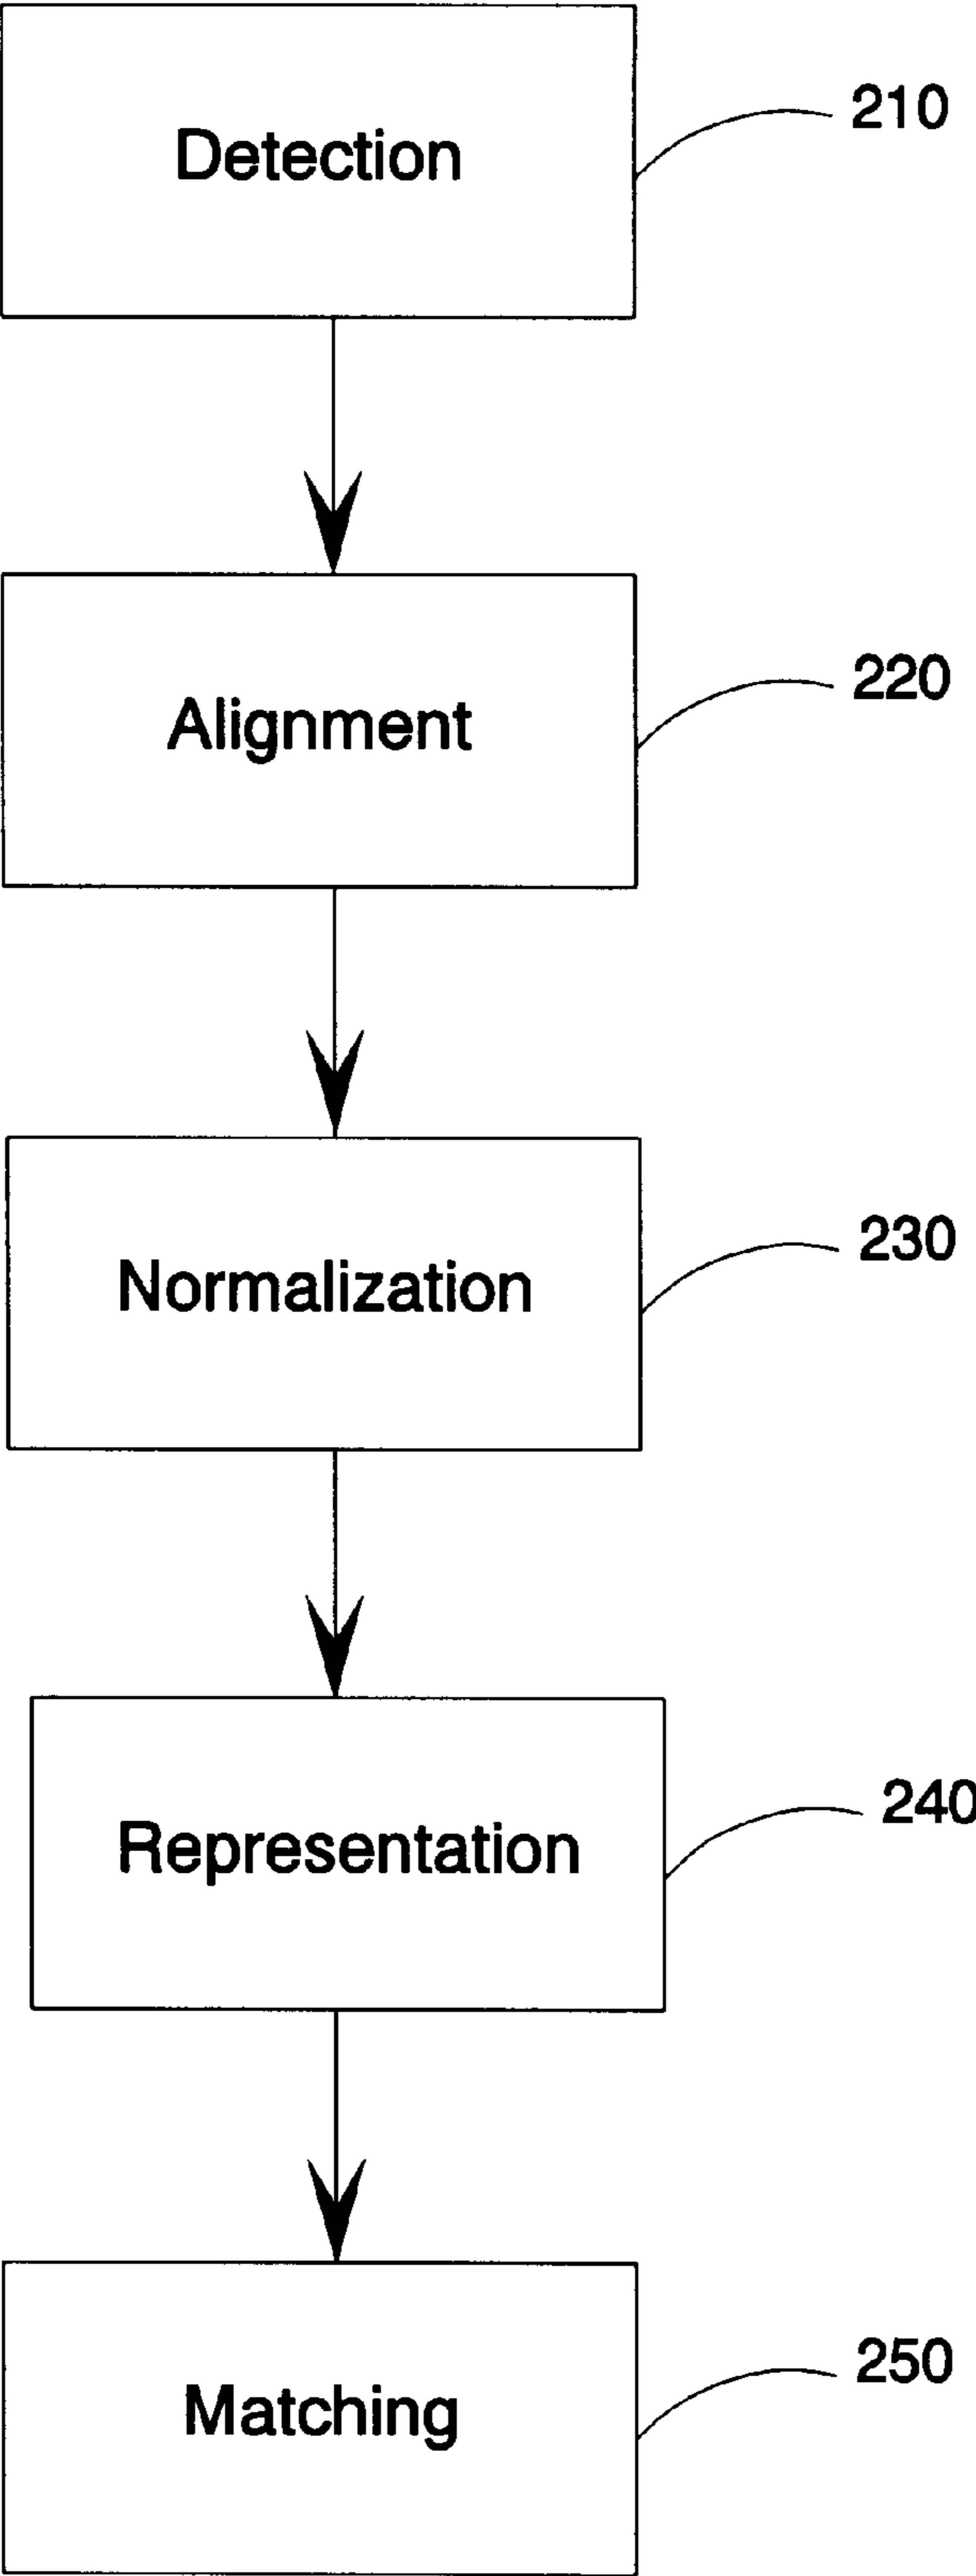 Detection
210
Alignment
220
Normalization
230
Representation
240
Matching
250